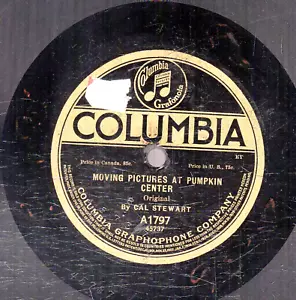 Columbia
Grafonola
COLUMBIA
Price in Canada, 85c.
Price in U. S., 75c.
MOVING PICTURES AT PUMPKIN
CENTER
Original
By CAL STEWART
A1797
45737
COLUMBIA GRAPHOPHONE COMPANY